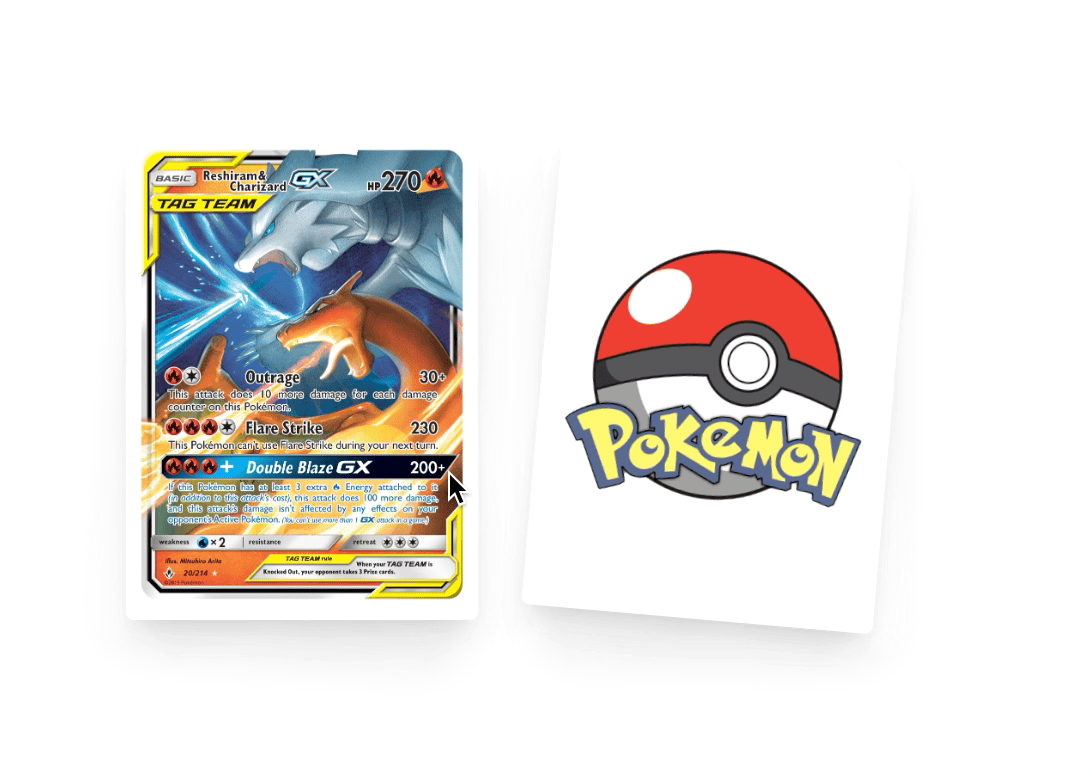 BASIC
Reshiram&
Charizard GX
HP 270
TAG TEAM
Outrage 30+
This attack does 10 more damage for each damage
counter on this Pokémon.
Flare Strike 230
This Pokémon can't use Flare Strike during your next turn.
+ Double Blaze GX 200+
If this Pokémon has at least 3 extra Energy attached to it
(in addition to this attack's cost), this attack does 100 more damage,
and this attack's damage isn't affected by any effects on your
opponent's Active Pokémon. (You can't use more than 1 GX attack in a game.)
weakness ×2 resistance retreat
Illus. Mitsuhiro Arita
20/214
©2019 Pokémon
TAG TEAM rule
When your TAG TEAM is
Knocked Out, your opponent takes 3 Prize cards.
POKéMON